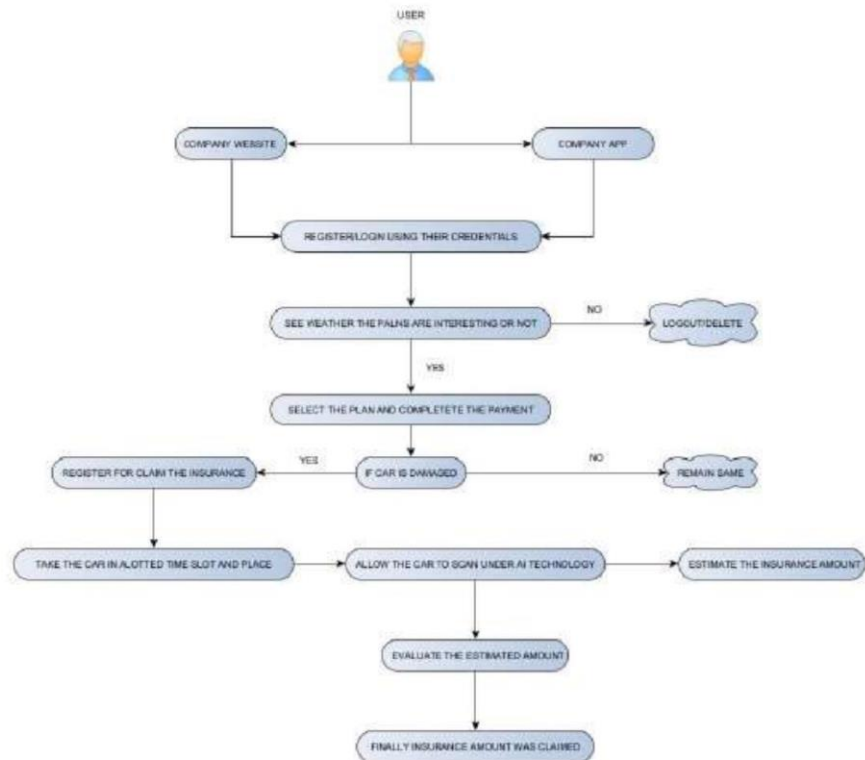 USER
COMPANY WEBSITE
COMPANY APP
REGISTER/LOGIN USING THEIR CREDENTIALS
SEE WEATHER THE PALNS ARE INTERESTING OR NOT
NO
LOGOUT/DELETE
YES
SELECT THE PLAN AND COMPLETETE THE PAYMENT
REGISTER FOR CLAIM THE INSURANCE
YES
IF CAR IS DAMAGED
NO
REMAIN SAME
TAKE THE CAR IN ALOTTED TIME SLOT AND PLACE
ALLOW THE CAR TO SCAN UNDER AI TECHNOLOGY
ESTIMATE THE INSURANCE AMOUNT
EVALUATE THE ESTIMATED AMOUNT
FINALLY INSURANCE AMOUNT WAS CLAIMED